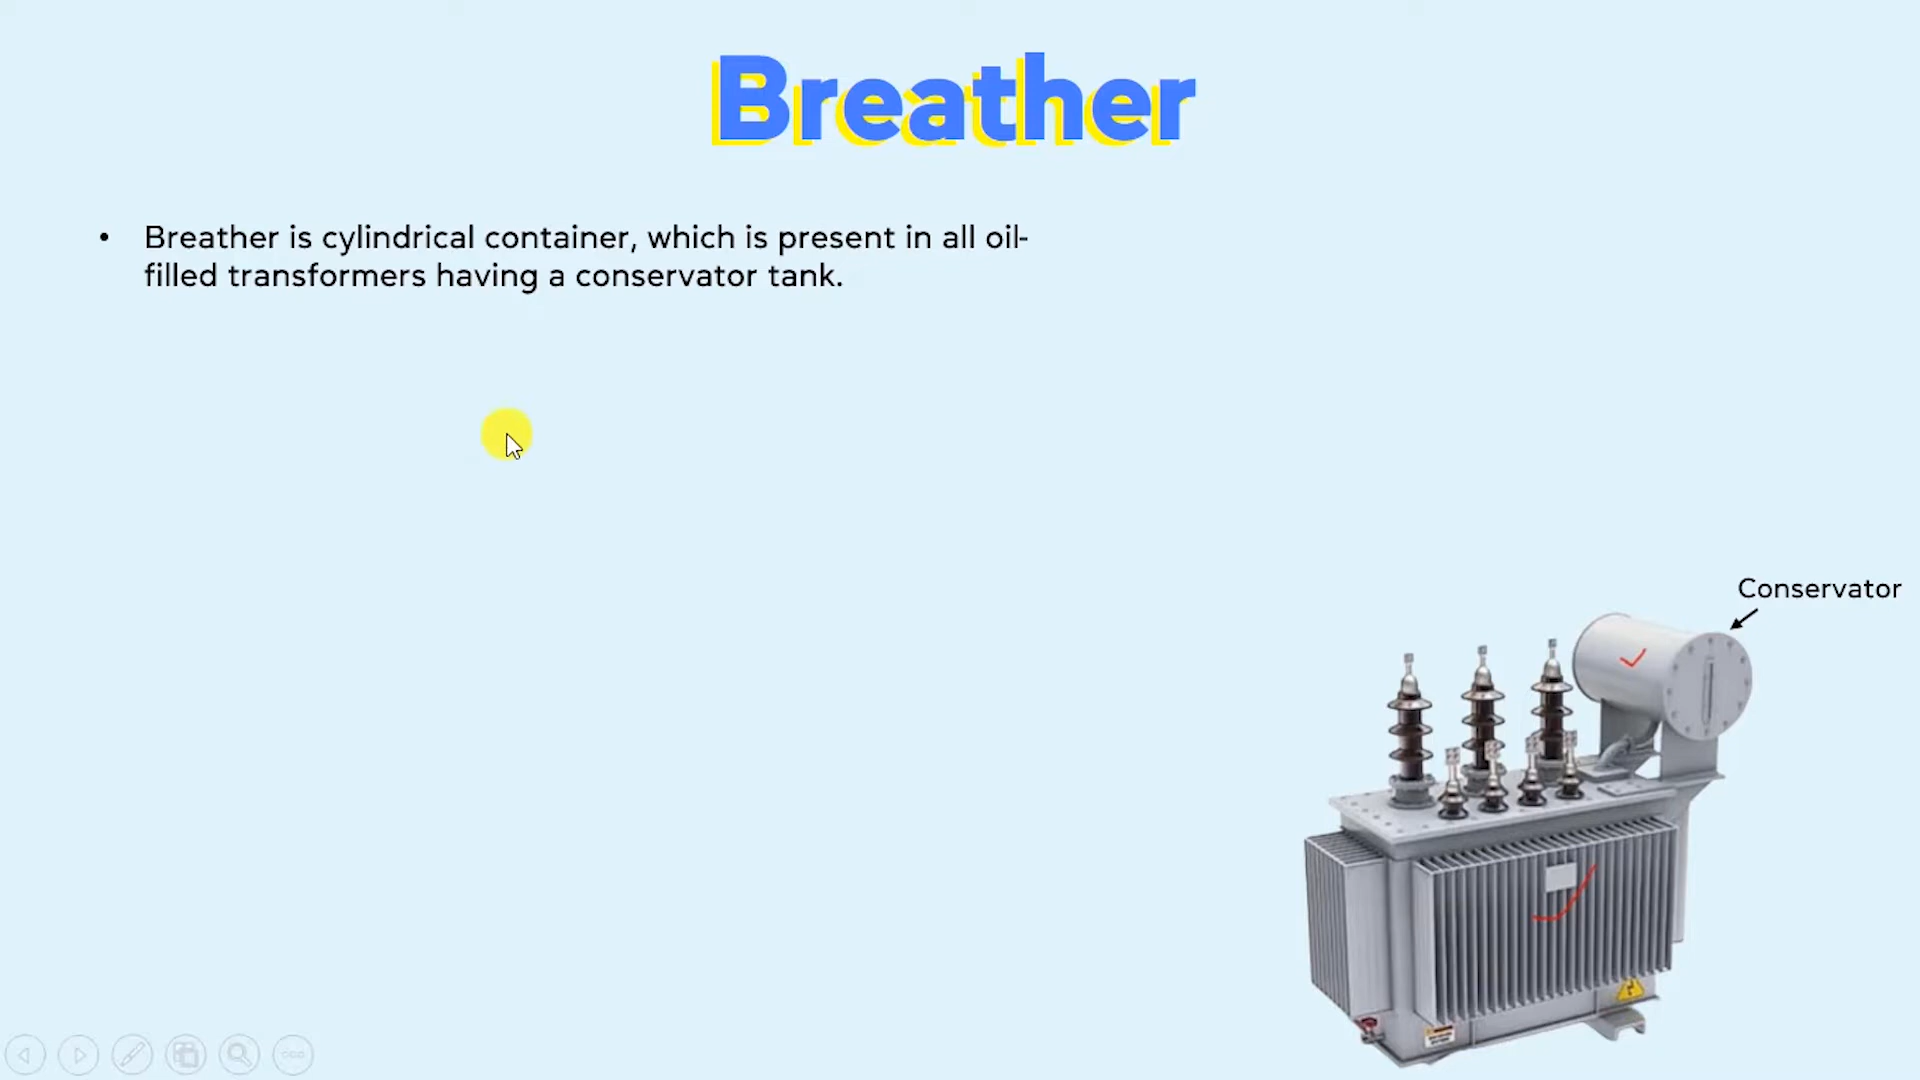 Breather
• Breather is cylindrical container, which is present in all oil-
filled transformers having a conservator tank.
Conservator